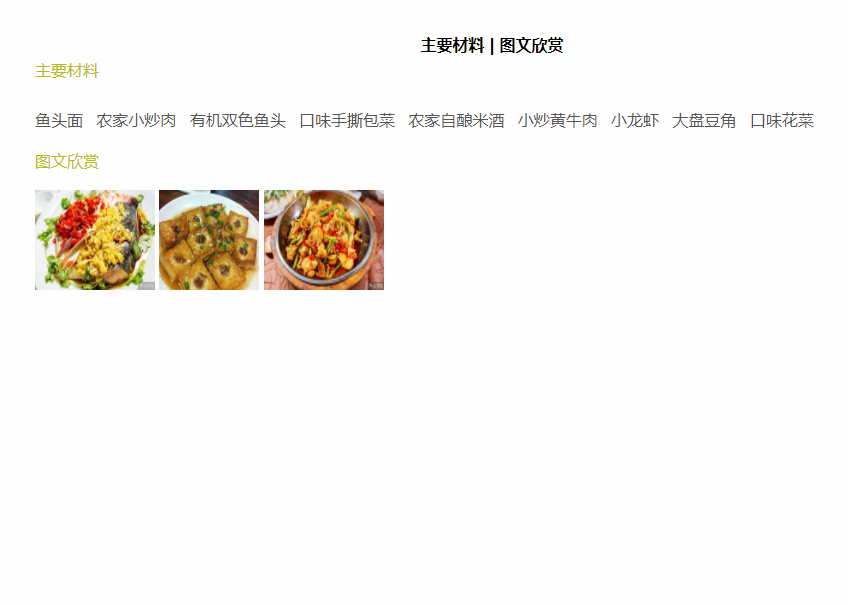 主要材料 | 图文欣赏
主要材料
鱼头面 农家小炒肉 有机双色鱼头 口味手撕包菜 农家自酿米酒 小炒黄牛肉 小龙虾 大盘豆角 口味花菜
图文欣赏